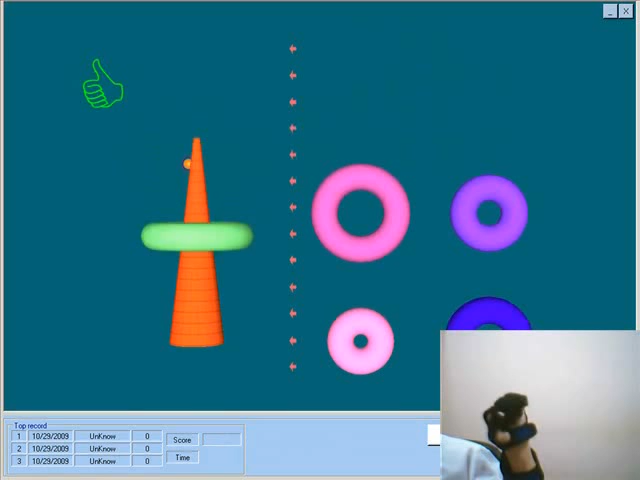 Top record
1 10/29/2009 UnKnow 0
2 10/29/2009 UnKnow 0
3 10/29/2009 UnKnow 0
Score
Time